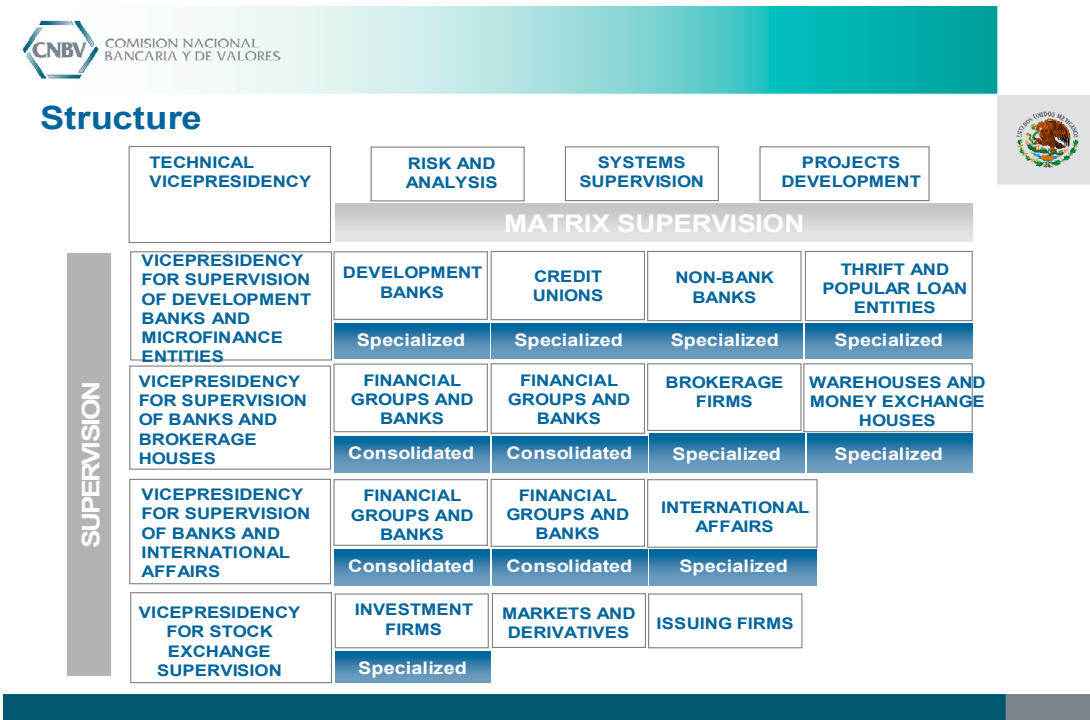 CNBV
COMISION NACIONAL
BANCARIA Y DE VALORES
Structure
ESTADOS UNIDOS MEXICANOS
TECHNICAL
VICEPRESIDENCY
RISK AND
ANALYSIS
SYSTEMS
SUPERVISION
PROJECTS
DEVELOPMENT
MATRIX SUPERVISION
SUPERVISION
VICEPRESIDENCY
FOR SUPERVISION
OF DEVELOPMENT
BANKS AND
MICROFINANCE
ENTITIES
DEVELOPMENT
BANKS
Specialized
CREDIT
UNIONS
Specialized
NON-BANK
BANKS
Specialized
THRIFT AND
POPULAR LOAN
ENTITIES
Specialized
VICEPRESIDENCY
FOR SUPERVISION
OF BANKS AND
BROKERAGE
HOUSES
FINANCIAL
GROUPS AND
BANKS
Consolidated
FINANCIAL
GROUPS AND
BANKS
Consolidated
BROKERAGE
FIRMS
Specialized
WAREHOUSES AND
MONEY EXCHANGE
HOUSES
Specialized
VICEPRESIDENCY
FOR SUPERVISION
OF BANKS AND
INTERNATIONAL
AFFAIRS
FINANCIAL
GROUPS AND
BANKS
Consolidated
FINANCIAL
GROUPS AND
BANKS
Consolidated
INTERNATIONAL
AFFAIRS
Specialized
VICEPRESIDENCY
FOR STOCK
EXCHANGE
SUPERVISION
INVESTMENT
FIRMS
Specialized
MARKETS AND
DERIVATIVES
ISSUING FIRMS